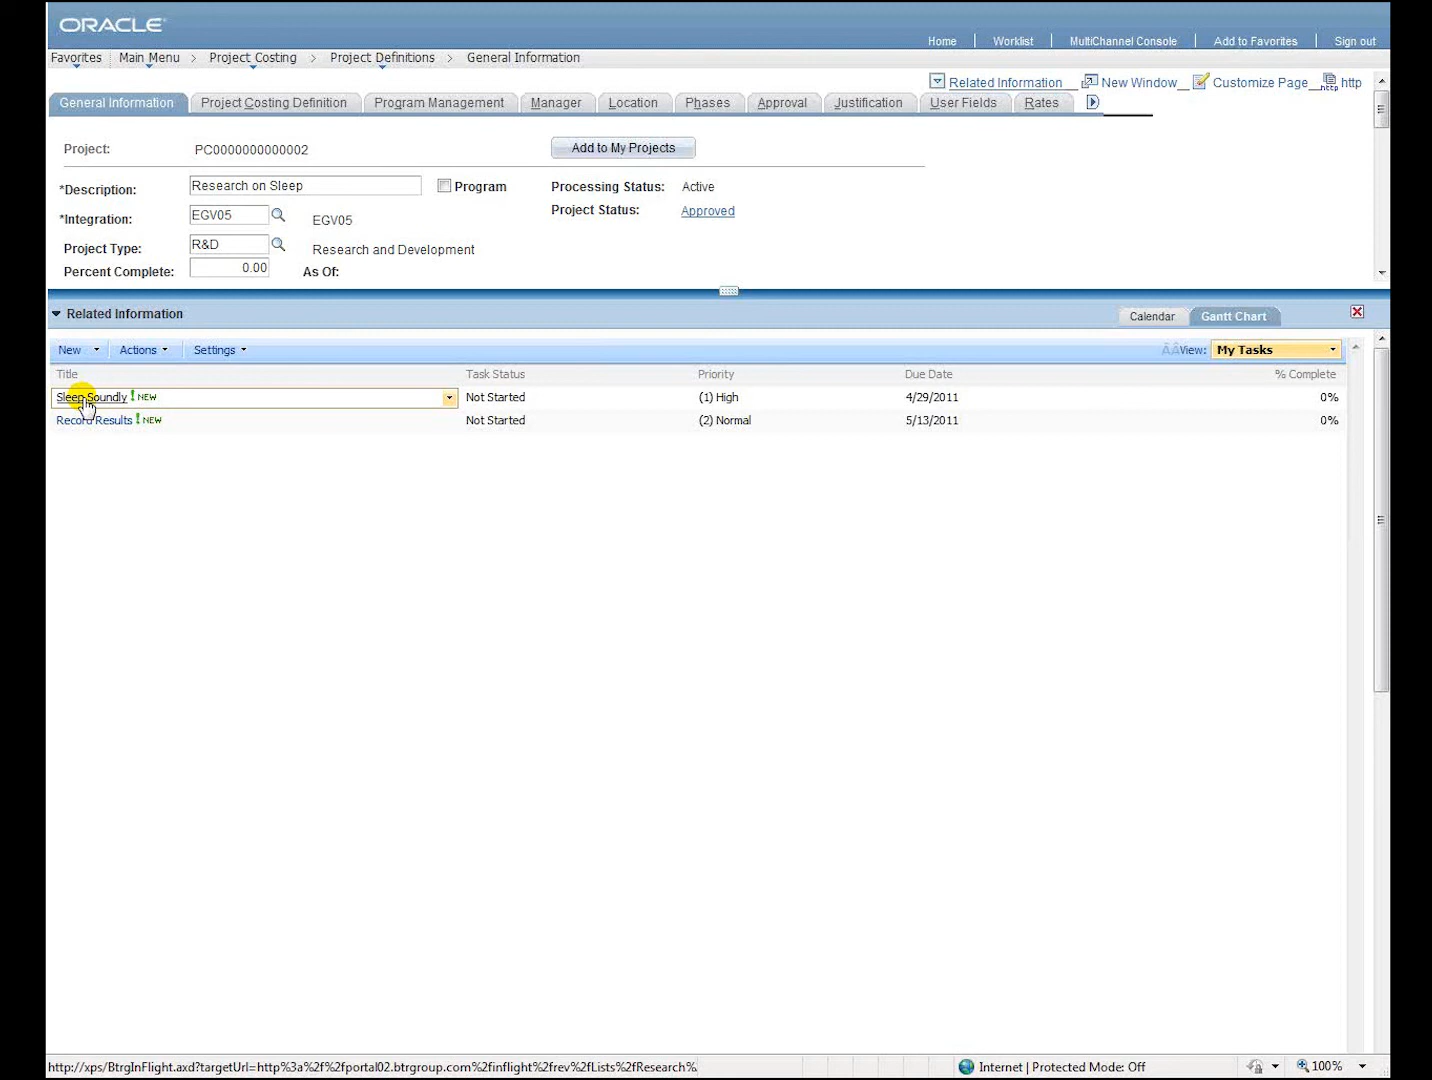 ORACLE
Home Worklist MultiChannel Console Add to Favorites Sign out
Favorites Main Menu > Project Costing > Project Definitions > General Information
Related Information New Window Customize Page http
General Information Project Costing Definition Program Management Manager Location Phases Approval Justification User Fields Rates
Project: PC0000000000002 Add to My Projects
*Description: Research on Sleep Program Processing Status: Active
*Integration: EGV05 EGV05 Project Status: Approved
Project Type: R&D Research and Development
Percent Complete: 0.00 As Of:
Related Information Calendar Gantt Chart
New Actions Settings ÃÂView: My Tasks
Title Task Status Priority Due Date % Complete
Sleep Soundly ! NEW Not Started (1) High 4/29/2011 0%
Record Results ! NEW Not Started (2) Normal 5/13/2011 0%
http://xps/BtrgInFlight.axd?targetUrl=http%3a%2f%2fportal02.btrgroup.com%2finflight%2frev%2fLists%2fResearch% Internet | Protected Mode: Off 100%